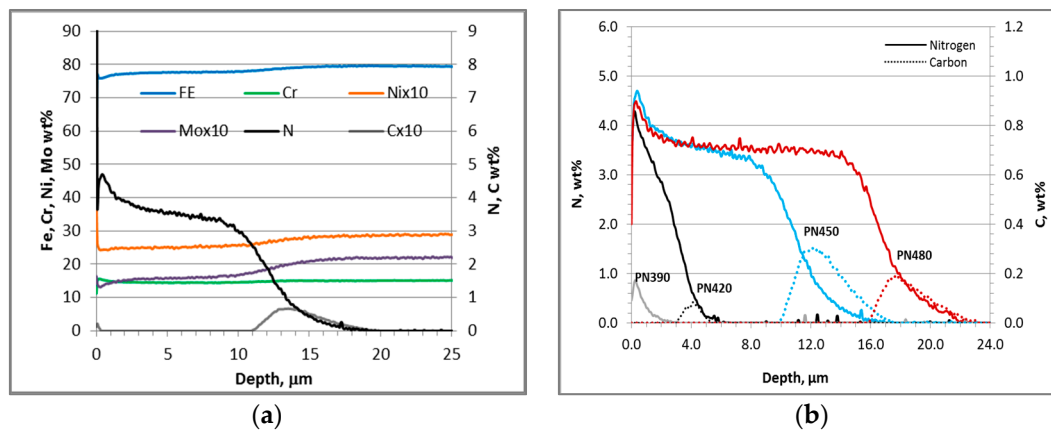 90
80
70
60
50
40
30
20
10
0
Fe, Cr, Ni, Mo wt%
FE
Cr
Nix10
Mox10
N
Cx10
9
8
7
6
5
4
3
2
1
0
N, C wt%
0
5
10
15
20
25
Depth, μm
(a)
6.0
5.0
4.0
3.0
2.0
1.0
0.0
N, wt%
Nitrogen
Carbon
PN390
PN420
PN450
PN480
1.2
1.0
0.8
0.6
0.4
0.2
0.0
C, wt%
0.0
4.0
8.0
12.0
16.0
20.0
24.0
Depth, μm
(b)